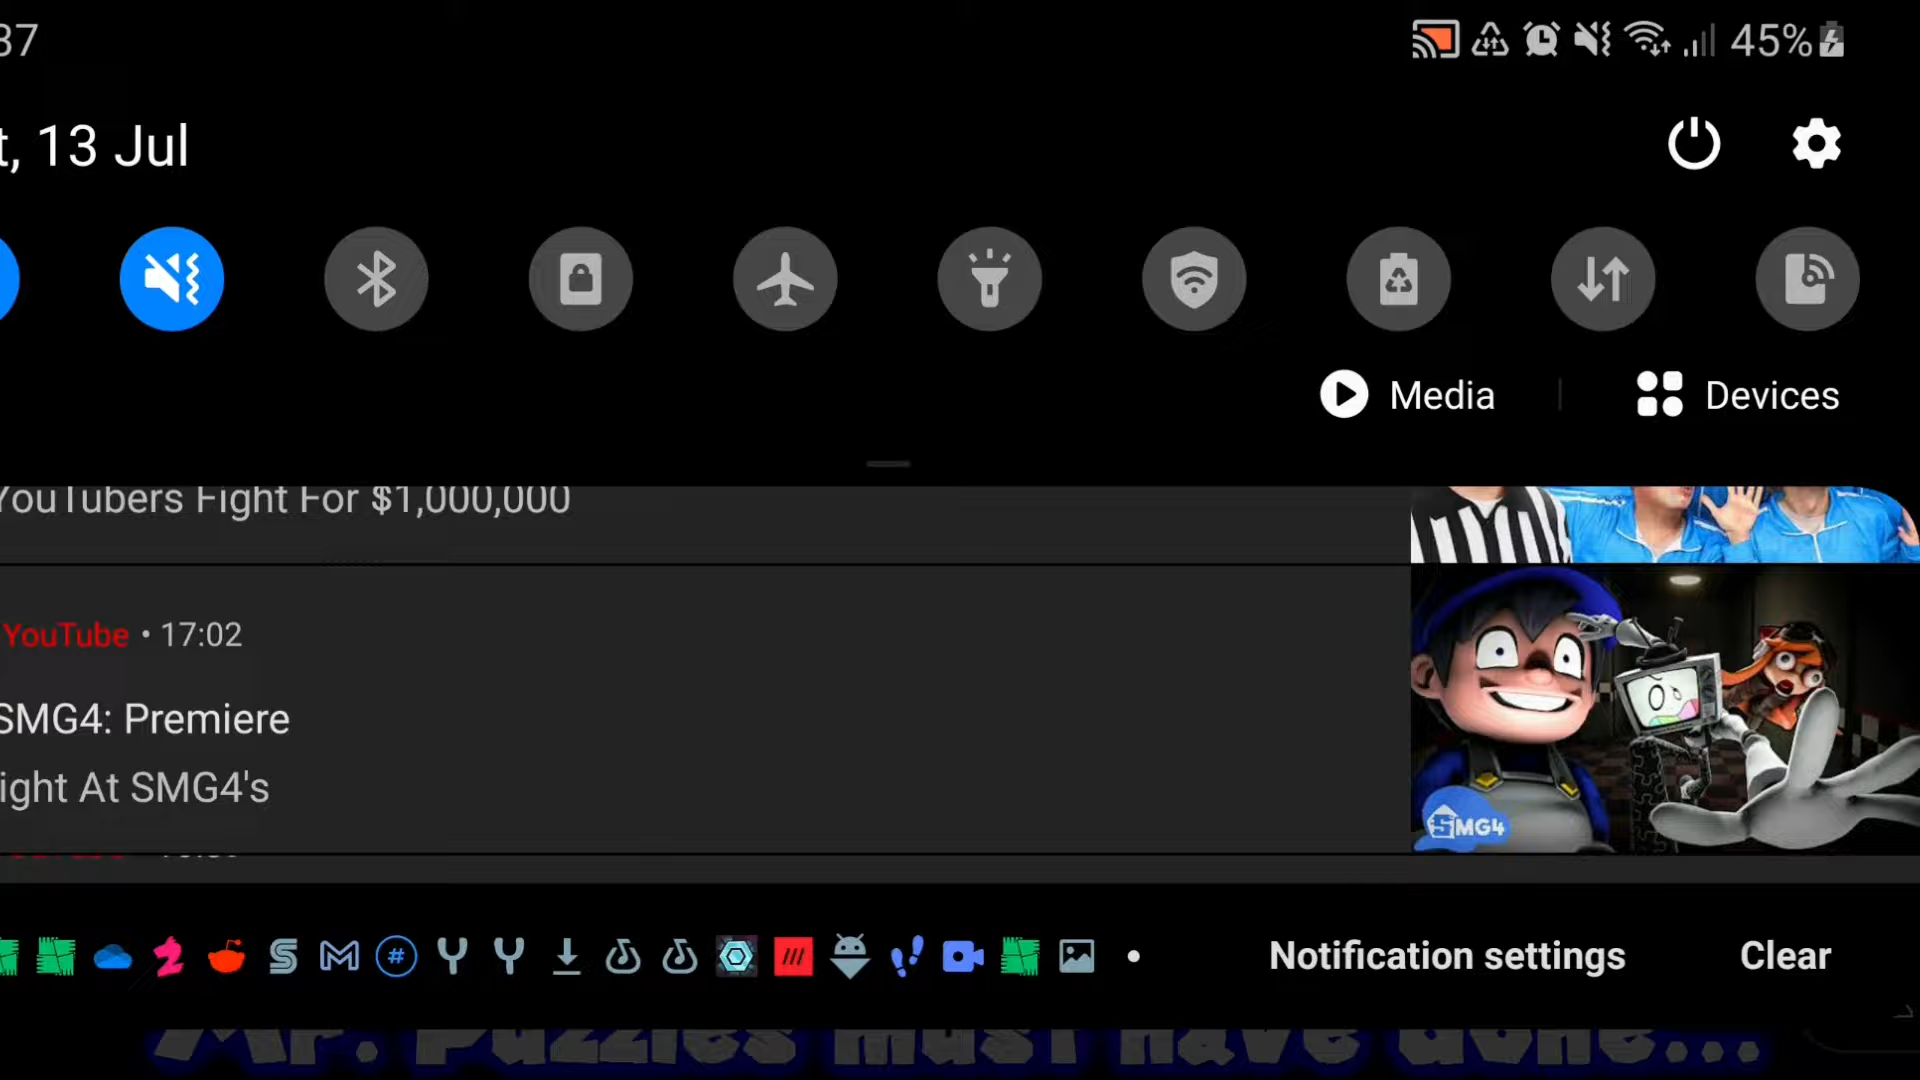 37
45%
t, 13 Jul
Media
Devices
YouTubers Fight For $1,000,000
YouTube • 17:02
SMG4: Premiere
ight At SMG4's
SMG4
Notification settings
Clear
Mr. Puzzles must have done...